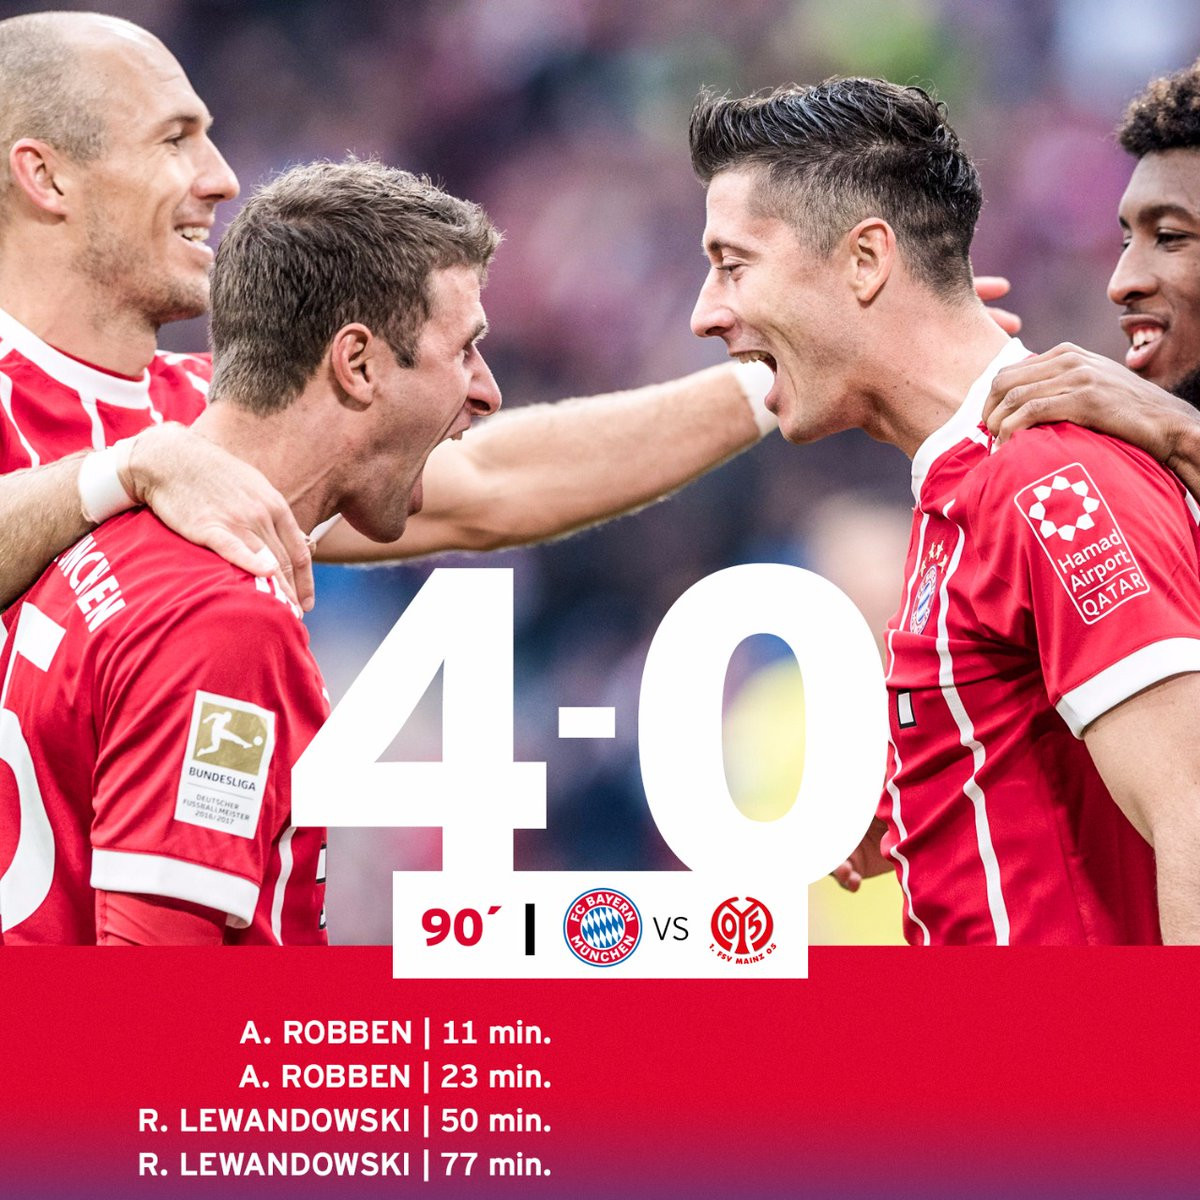 MÜNCHEN
BUNDESLIGA
DEUTSCHER
FUSSBALLMEISTER
2016/2017
Hamad
Airport
QATAR
4-0
90´ | FC BAYERN MÜNCHEN VS 1. FSV MAINZ 05
A. ROBBEN | 11 min.
A. ROBBEN | 23 min.
R. LEWANDOWSKI | 50 min.
R. LEWANDOWSKI | 77 min.